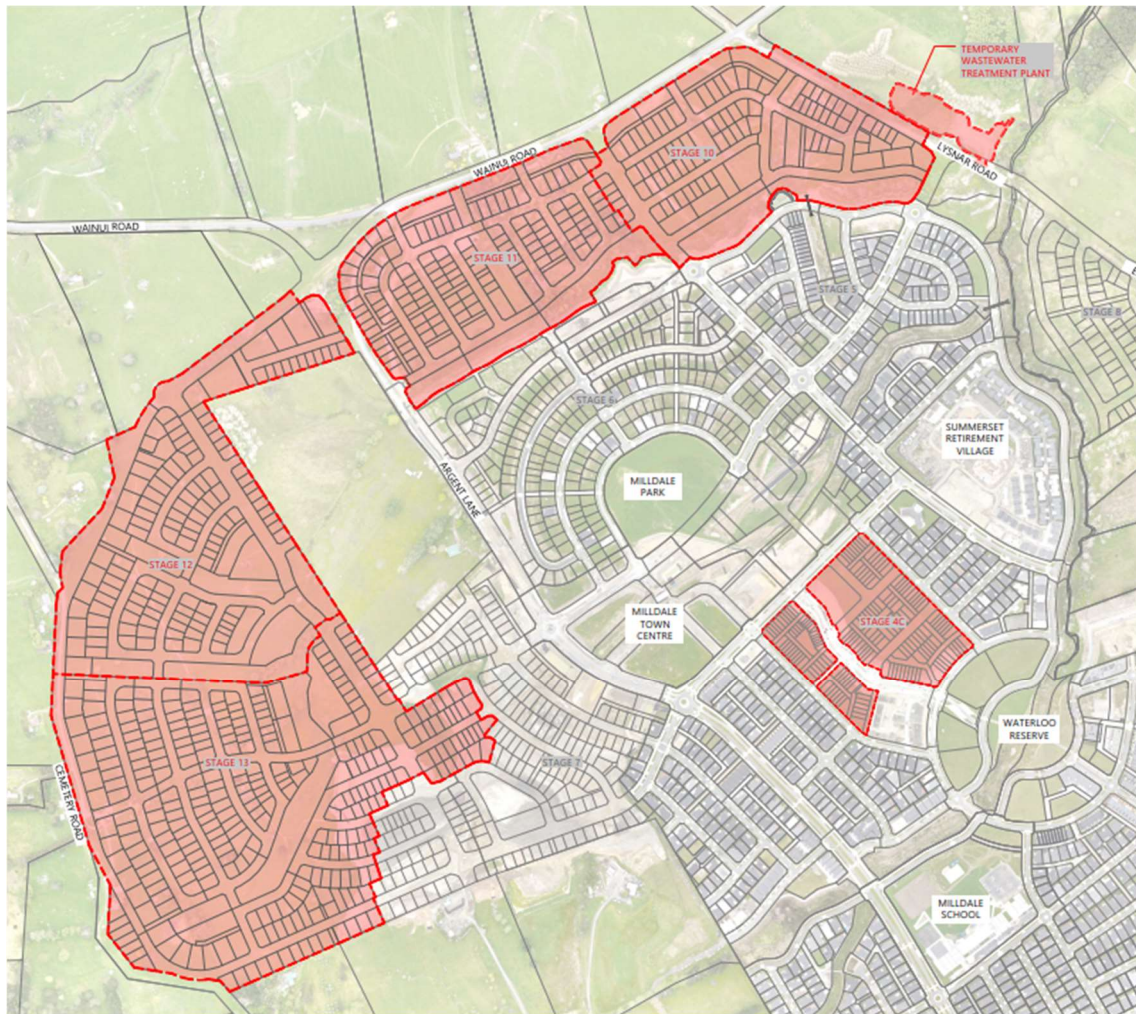 TEMPORARY
WASTEWATER
TREATMENT PLANT
LYSNAR ROAD
STAGE 10
WAINUI ROAD
WAINUI ROAD
STAGE 11
STAGE 5
STAGE 8
STAGE 6
SUMMERSET
RETIREMENT
VILLAGE
ARGENT LANE
MILLDALE
PARK
STAGE 12
MILLDALE
TOWN
CENTRE
STAGE 4C
WATERLOO
RESERVE
STAGE 13
STAGE 7
CEMETERY ROAD
MILLDALE
SCHOOL